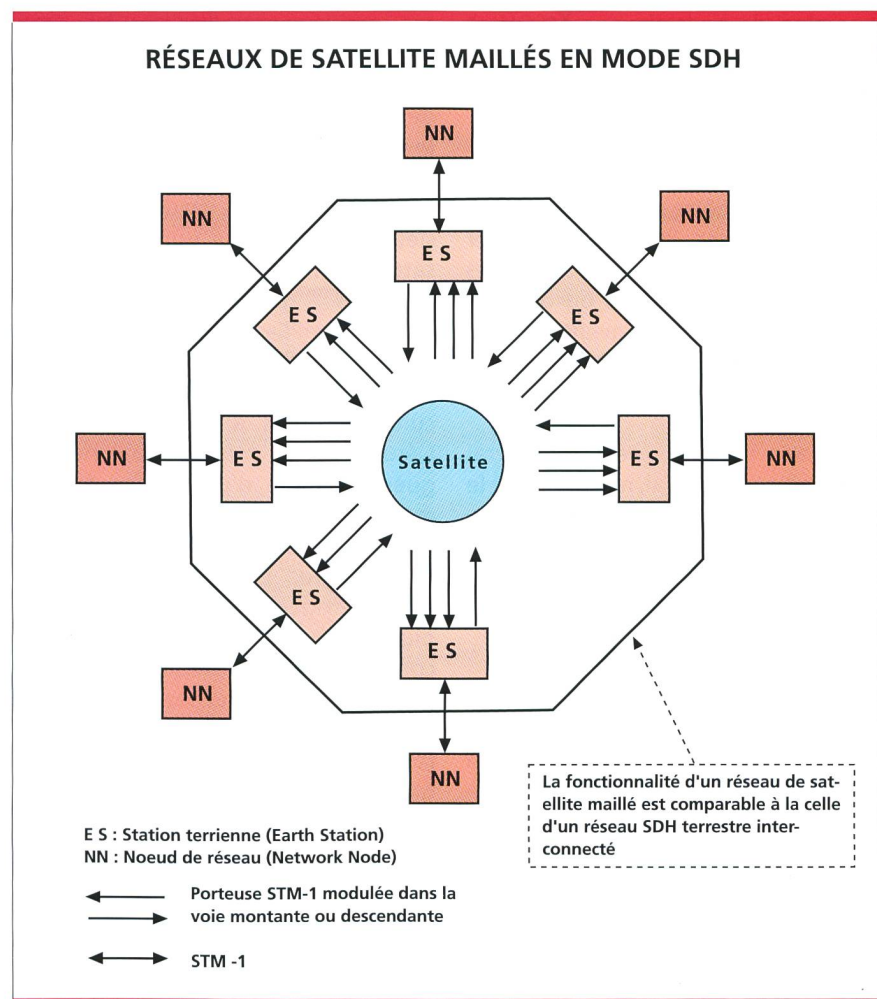 RÉSEAUX DE SATELLITE MAILLÉS EN MODE SDH
NN
NN
NN
E S
E S
E S
NN
E S
Satellite
E S
NN
E S
E S
NN
NN
La fonctionnalité d'un réseau de sat-
ellite maillé est comparable à la celle
d'un réseau SDH terrestre inter-
connecté
E S : Station terrienne (Earth Station)
NN : Noeud de réseau (Network Node)
Porteuse STM-1 modulée dans la
voie montante ou descendante
STM -1